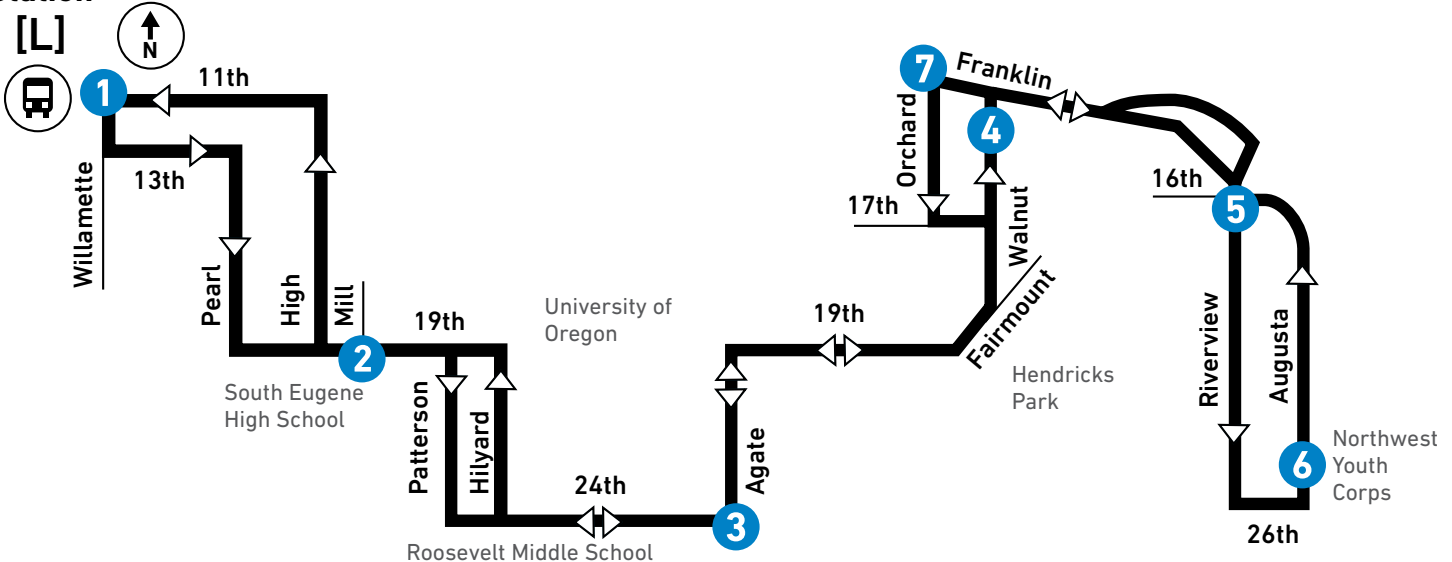 [L]
N
1
11th
13th
Willamette
Pearl
High
Mill
2
19th
South Eugene
High School
University of
Oregon
Patterson
Hilyard
24th
Roosevelt Middle School
3
Agate
19th
Fairmount
Hendricks
Park
7
Franklin
Orchard
4
17th
Walnut
16th
5
Riverview
Augusta
6
Northwest
Youth
Corps
26th